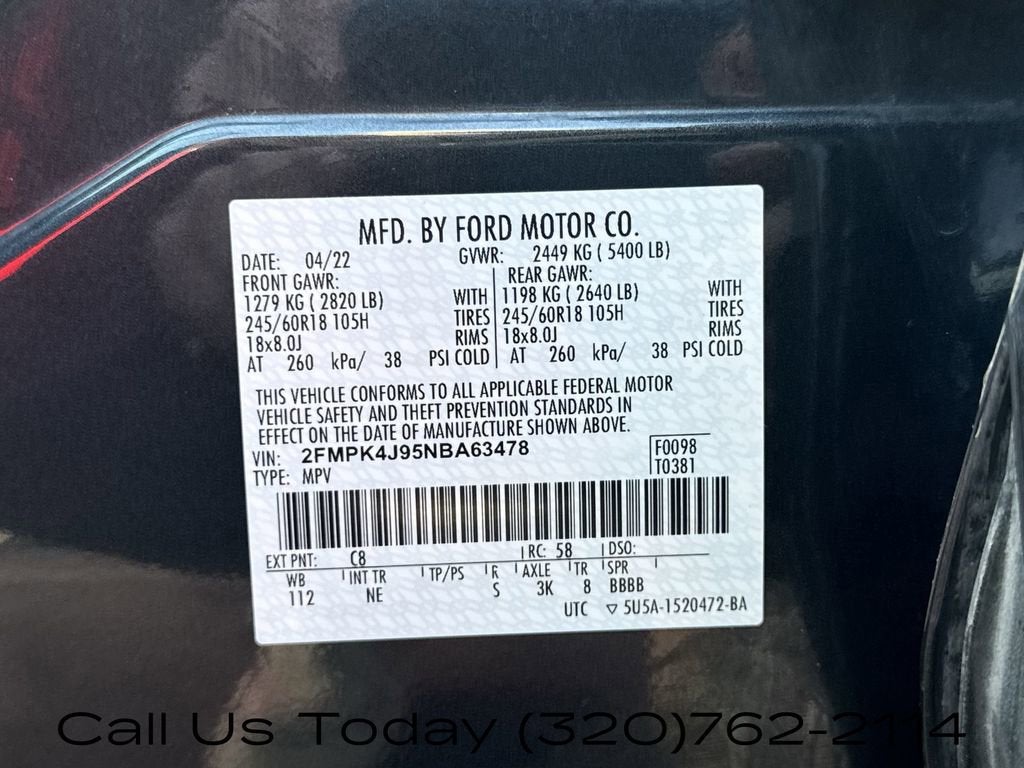 MFD. BY FORD MOTOR CO.
DATE: 04/22 GVWR: 2449 KG ( 5400 LB)
FRONT GAWR: REAR GAWR:
1279 KG ( 2820 LB) WITH 1198 KG ( 2640 LB) WITH
245/60R18 105H TIRES 245/60R18 105H TIRES
18x8.0J RIMS 18x8.0J RIMS
AT 260 kPa/ 38 PSI COLD AT 260 kPa/ 38 PSI COLD
THIS VEHICLE CONFORMS TO ALL APPLICABLE FEDERAL MOTOR
VEHICLE SAFETY AND THEFT PREVENTION STANDARDS IN
EFFECT ON THE DATE OF MANUFACTURE SHOWN ABOVE.
VIN: 2FMPK4J95NBA63478 F0098
TYPE: MPV T0381
EXT PNT: C8 RC: 58 DSO:
WB INT TR TP/PS R AXLE TR SPR
112 NE S 3K 8 BBBB
UTC ▽ 5U5A-1520472-BA
Call Us Today (320)762-2114